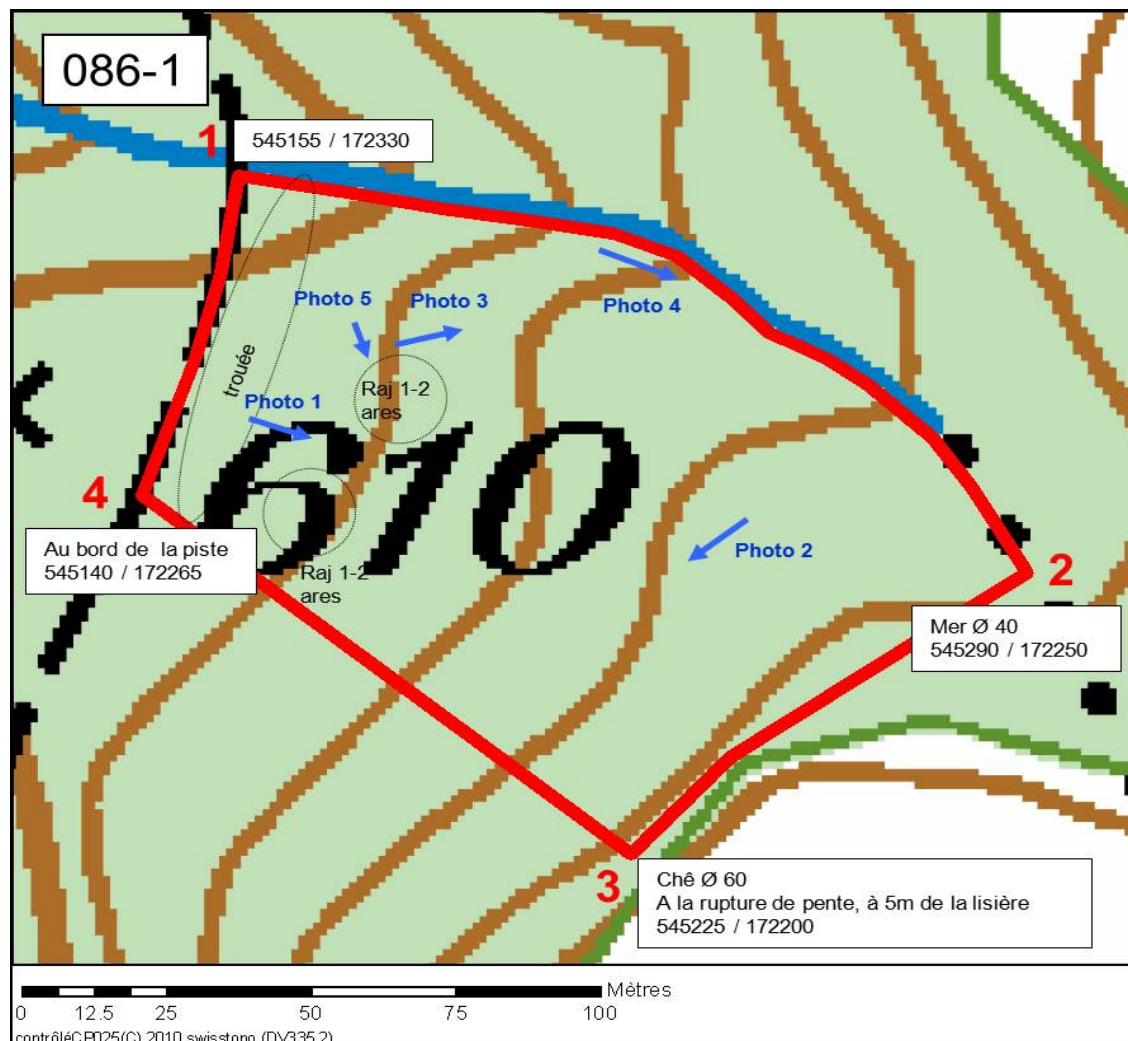 086-1
1
545155 / 172330
Photo 5
Photo 3
Photo 4
trouée
Raj 1-2
ares
Photo 1
610
4
Au bord de la piste
545140 / 172265
Raj 1-2
ares
Photo 2
2
Mer Ø 40
545290 / 172250
3
Chê Ø 60
A la rupture de pente, à 5m de la lisière
545225 / 172200
Mètres
0 12.5 25 50 75 100
contrôléCP025(C) 2010 swisstopo (DV335.2)